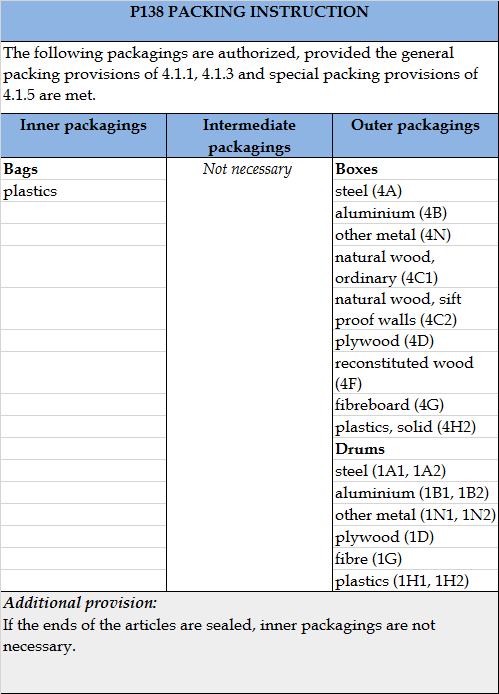 P138 PACKING INSTRUCTION
The following packagings are authorized, provided the general
packing provisions of 4.1.1, 4.1.3 and special packing provisions of
4.1.5 are met.
Inner packagings
Intermediate
packagings
Outer packagings
Bags
plastics
Not necessary
Boxes
steel (4A)
aluminium (4B)
other metal (4N)
natural wood,
ordinary (4C1)
natural wood, sift
proof walls (4C2)
plywood (4D)
reconstituted wood
(4F)
fibreboard (4G)
plastics, solid (4H2)
Drums
steel (1A1, 1A2)
aluminium (1B1, 1B2)
other metal (1N1, 1N2)
plywood (1D)
fibre (1G)
plastics (1H1, 1H2)
Additional provision:
If the ends of the articles are sealed, inner packagings are not
necessary.